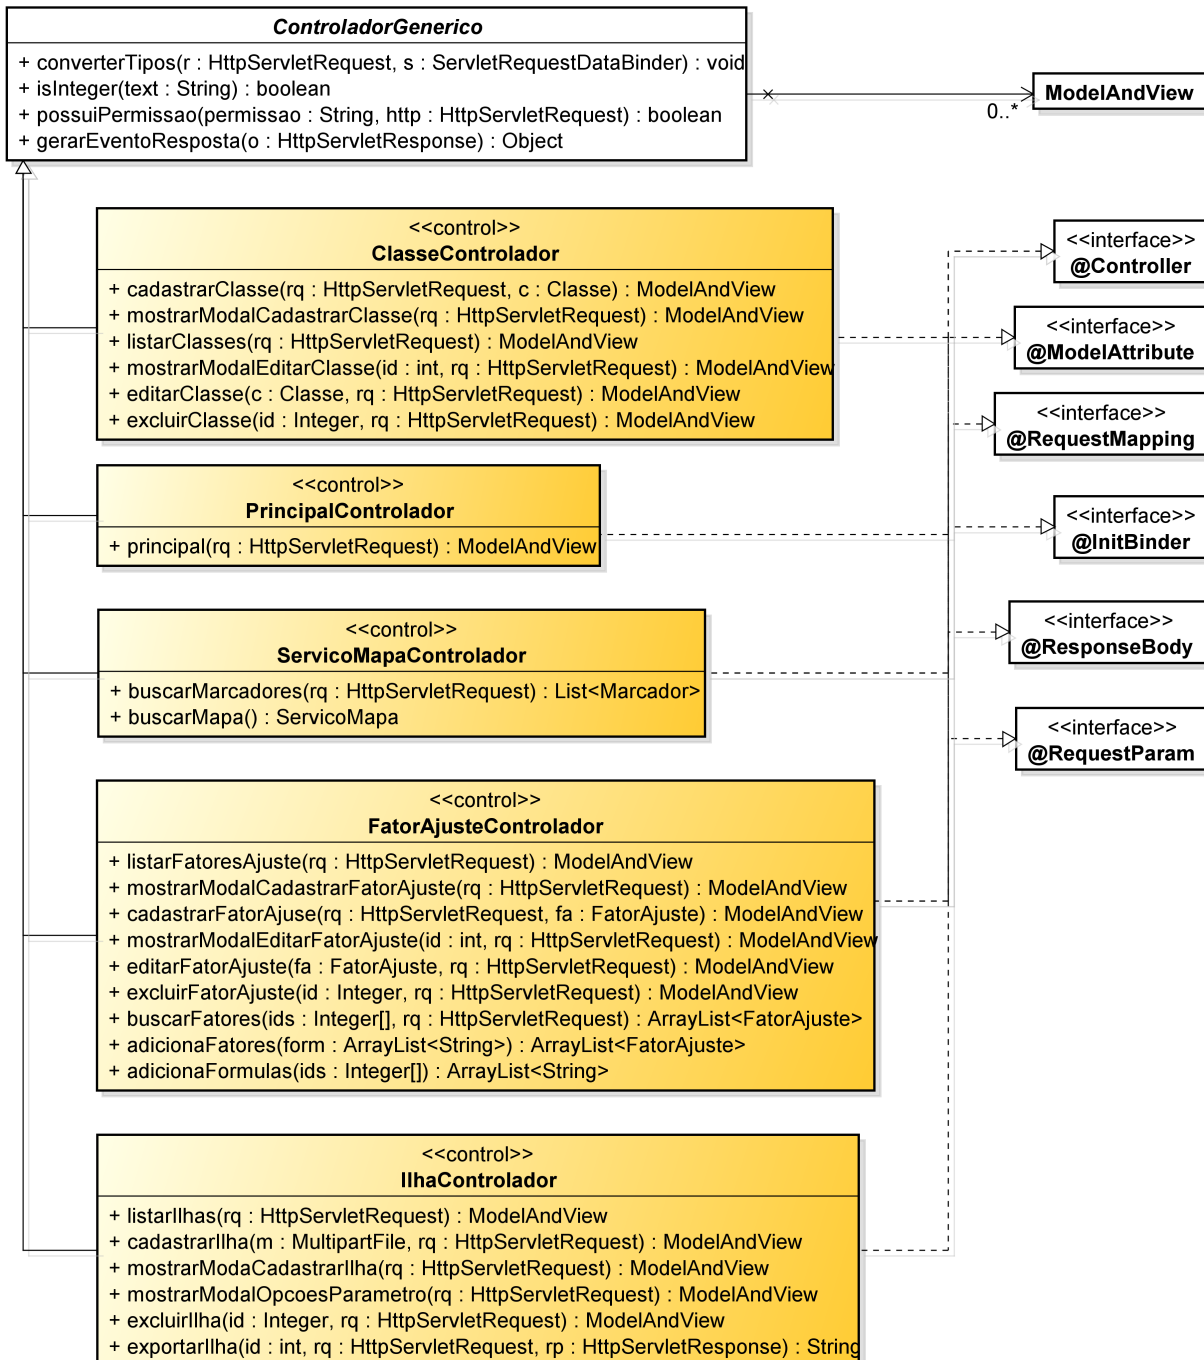 ControladorGenerico
+ converterTipos(r : HttpServletRequest, s : ServletRequestDataBinder) : void
+ isInteger(text : String) : boolean
+ possuiPermissao(permissao : String, http : HttpServletRequest) : boolean
+ gerarEventoResposta(o : HttpServletResponse) : Object
0..*
ModelAndView
<<control>>
ClasseControlador
+ cadastrarClasse(rq : HttpServletRequest, c : Classe) : ModelAndView
+ mostrarModalCadastrarClasse(rq : HttpServletRequest) : ModelAndView
+ listarClasses(rq : HttpServletRequest) : ModelAndView
+ mostrarModalEditarClasse(id : int, rq : HttpServletRequest) : ModelAndView
+ editarClasse(c : Classe, rq : HttpServletRequest) : ModelAndView
+ excluirClasse(id : Integer, rq : HttpServletRequest) : ModelAndView
<<interface>>
@Controller
<<interface>>
@ModelAttribute
<<interface>>
@RequestMapping
<<control>>
PrincipalControlador
+ principal(rq : HttpServletRequest) : ModelAndView
<<interface>>
@InitBinder
<<control>>
ServicoMapaControlador
+ buscarMarcadores(rq : HttpServletRequest) : List<Marcador>
+ buscarMapa() : ServicoMapa
<<interface>>
@ResponseBody
<<interface>>
@RequestParam
<<control>>
FatorAjusteControlador
+ listarFatoresAjuste(rq : HttpServletRequest) : ModelAndView
+ mostrarModalCadastrarFatorAjuste(rq : HttpServletRequest) : ModelAndView
+ cadastrarFatorAjuse(rq : HttpServletRequest, fa : FatorAjuste) : ModelAndView
+ mostrarModalEditarFatorAjuste(id : int, rq : HttpServletRequest) : ModelAndView
+ editarFatorAjuste(fa : FatorAjuste, rq : HttpServletRequest) : ModelAndView
+ excluirFatorAjuste(id : Integer, rq : HttpServletRequest) : ModelAndView
+ buscarFatores(ids : Integer[], rq : HttpServletRequest) : ArrayList<FatorAjuste>
+ adicionaFatores(form : ArrayList<String>) : ArrayList<FatorAjuste>
+ adicionaFormulas(ids : Integer[]) : ArrayList<String>
<<control>>
IlhaControlador
+ listarIlhas(rq : HttpServletRequest) : ModelAndView
+ cadastrarIlha(m : MultipartFile, rq : HttpServletRequest) : ModelAndView
+ mostrarModaCadastrarIlha(rq : HttpServletRequest) : ModelAndView
+ mostrarModalOpcoesParametro(rq : HttpServletRequest) : ModelAndView
+ excluirIlha(id : Integer, rq : HttpServletRequest) : ModelAndView
+ exportarIlha(id : int, rq : HttpServletRequest, rp : HttpServletResponse) : String